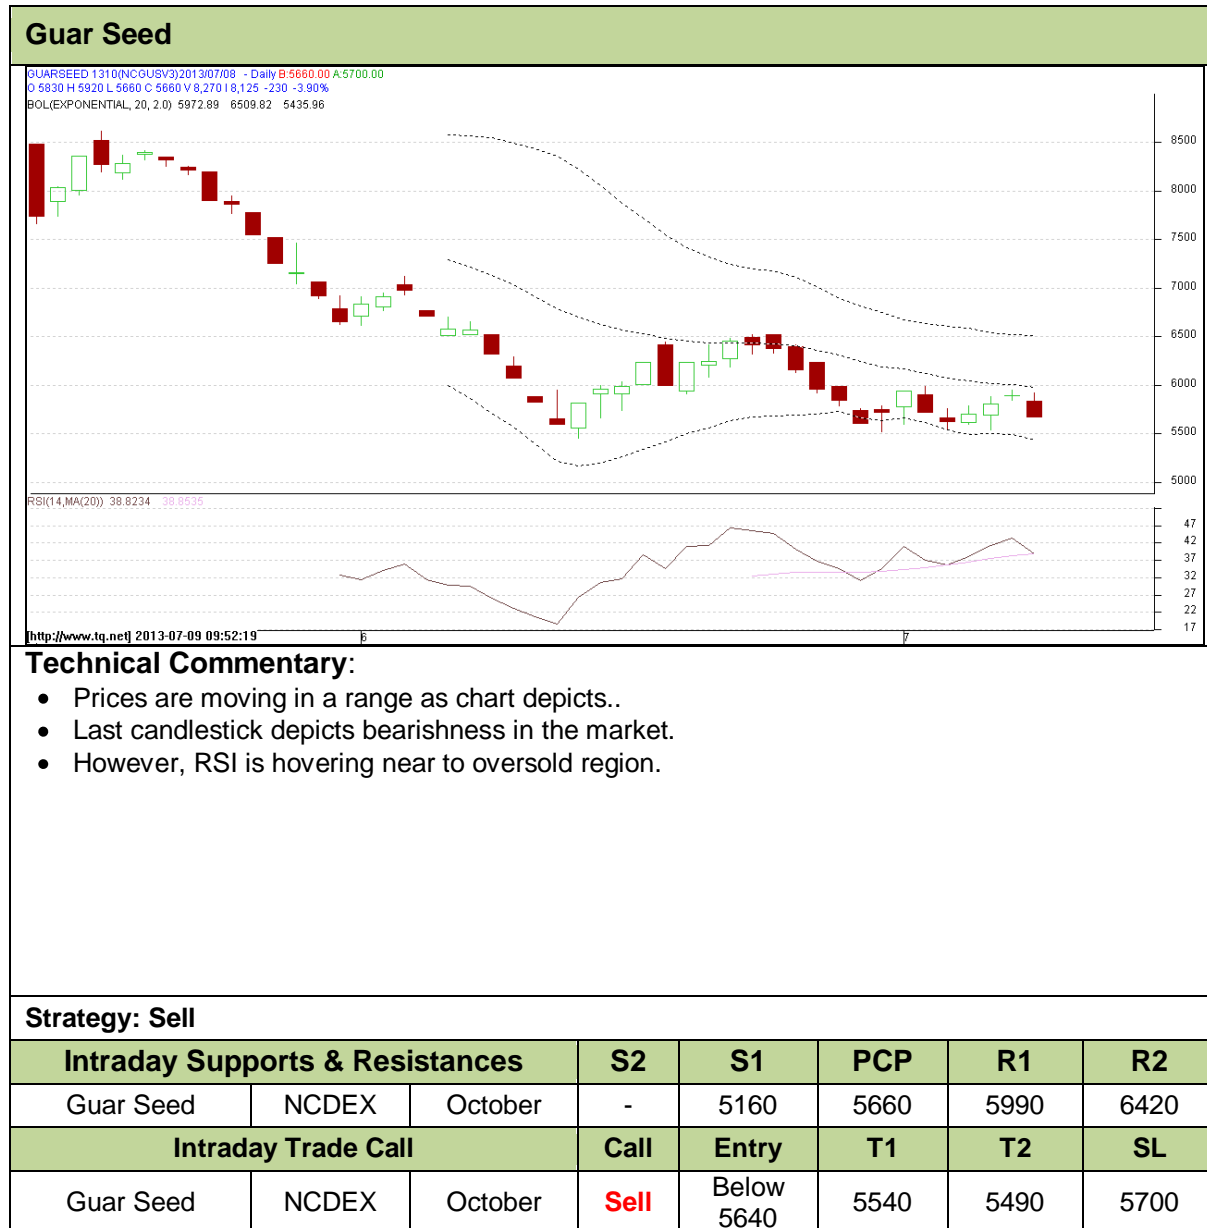 Guar Seed
GUARSEED 1310(NCGUSV3)2013/07/08 - Daily B:5660.00 A:5700.00
O 5830 H 5920 L 5660 C 5660 V 8,270 I 8,125 -230 -3.90%
BOL(EXPONENTIAL, 20, 2.0) 5972.89 6509.82 5435.96
8500
8000
7500
7000
6500
6000
5500
5000
RSI(14,MA(20)) 38.8234 38.8535
47
42
37
32
27
22
17
[http://www.tq.net] 2013-07-09 09:52:19 6 7
Technical Commentary:
• Prices are moving in a range as chart depicts..
• Last candlestick depicts bearishness in the market.
• However, RSI is hovering near to oversold region.
Strategy: Sell
Intraday Supports & Resistances S2 S1 PCP R1 R2
Guar Seed NCDEX October - 5160 5660 5990 6420
Intraday Trade Call Call Entry T1 T2 SL
Guar Seed NCDEX October Sell Below 5640 5540 5490 5700